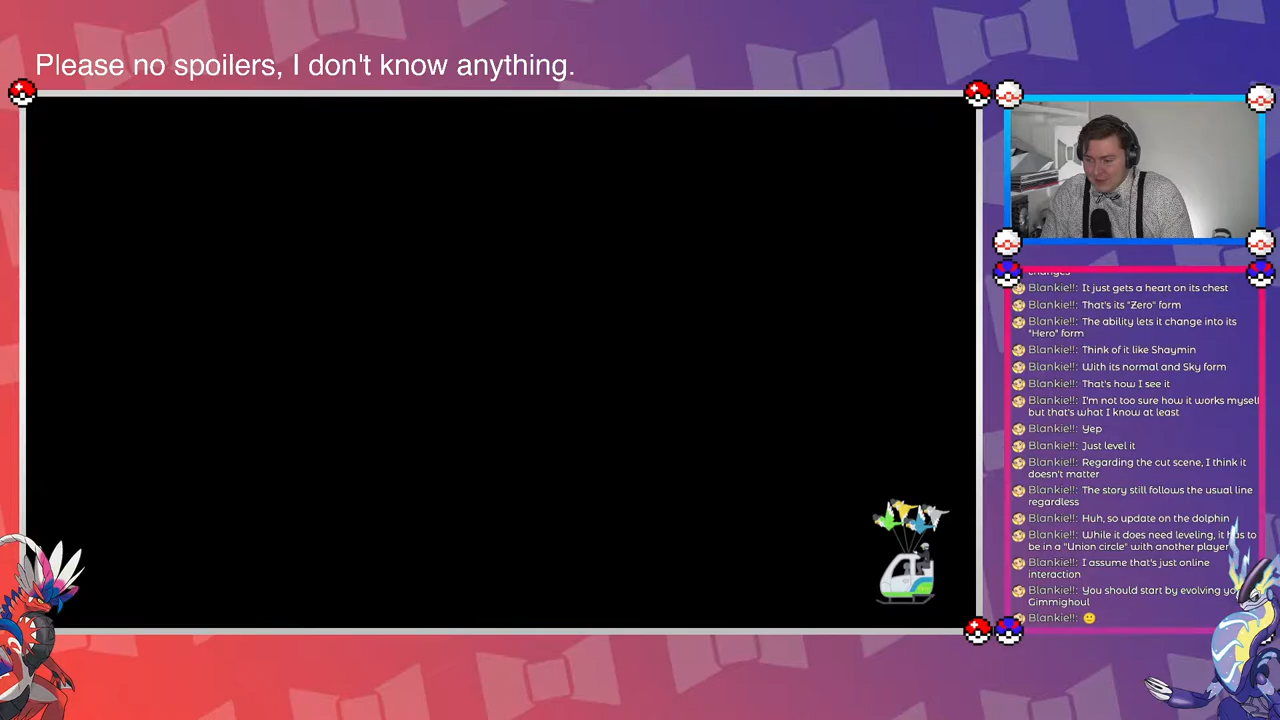 Please no spoilers, I don't know anything.
changes
Blankie!!: It just gets a heart on its chest
Blankie!!: That's its "Zero" form
Blankie!!: The ability lets it change into its
"Hero" form
Blankie!!: Think of it like Shaymin
Blankie!!: With its normal and Sky form
Blankie!!: That's how I see it
Blankie!!: I'm not too sure how it works myself
but that's what I know at least
Blankie!!: Yep
Blankie!!: Just level it
Blankie!!: Regarding the cut scene, I think it
doesn't matter
Blankie!!: The story still follows the usual line
regardless
Blankie!!: Huh, so update on the dolphin
Blankie!!: While it does need leveling, it has to
be in a "Union circle" with another player
Blankie!!: I assume that's just online
interaction
Blankie!!: You should start by evolving
Gimmighoul
Blankie!!: 🙂